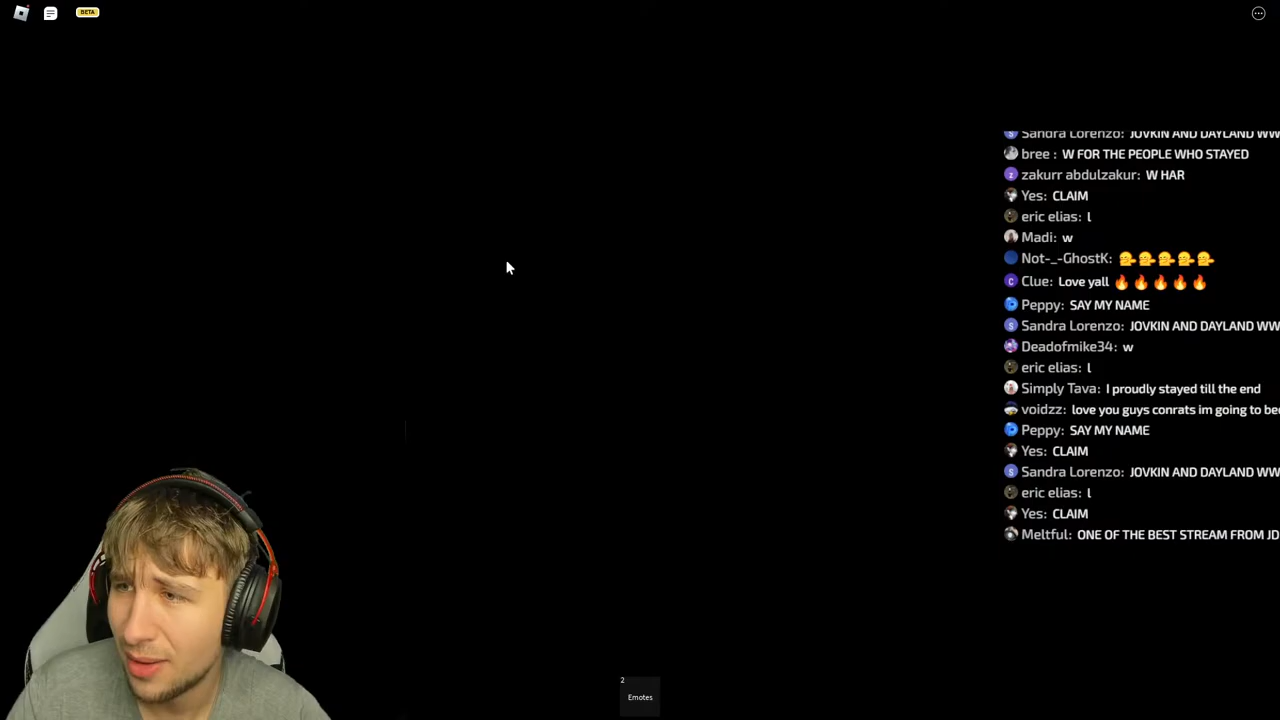 BETA
Sandra Lorenzo: JOVKIN AND DAYLAND WW
bree : W FOR THE PEOPLE WHO STAYED
zakurr abdulzakur: W HAR
Yes: CLAIM
eric elias: l
Madi: w
Not-_-GhostK:
Clue: Love yall
Peppy: SAY MY NAME
Sandra Lorenzo: JOVKIN AND DAYLAND WW
Deadofmike34: w
eric elias: l
Simply Tava: I proudly stayed till the end
voidzz: love you guys conrats im going to be
Peppy: SAY MY NAME
Yes: CLAIM
Sandra Lorenzo: JOVKIN AND DAYLAND WW
eric elias: l
Yes: CLAIM
Meltful: ONE OF THE BEST STREAM FROM JD
2
Emotes